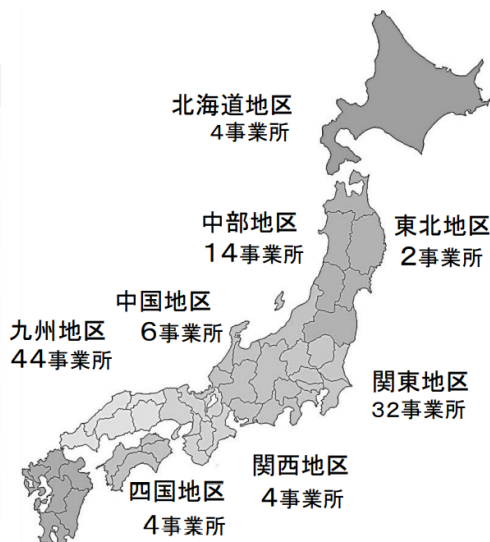 北海道地区
4事業所
中部地区
14事業所
東北地区
2事業所
中国地区
6事業所
九州地区
44事業所
関東地区
32事業所
関西地区
4事業所
四国地区
4事業所